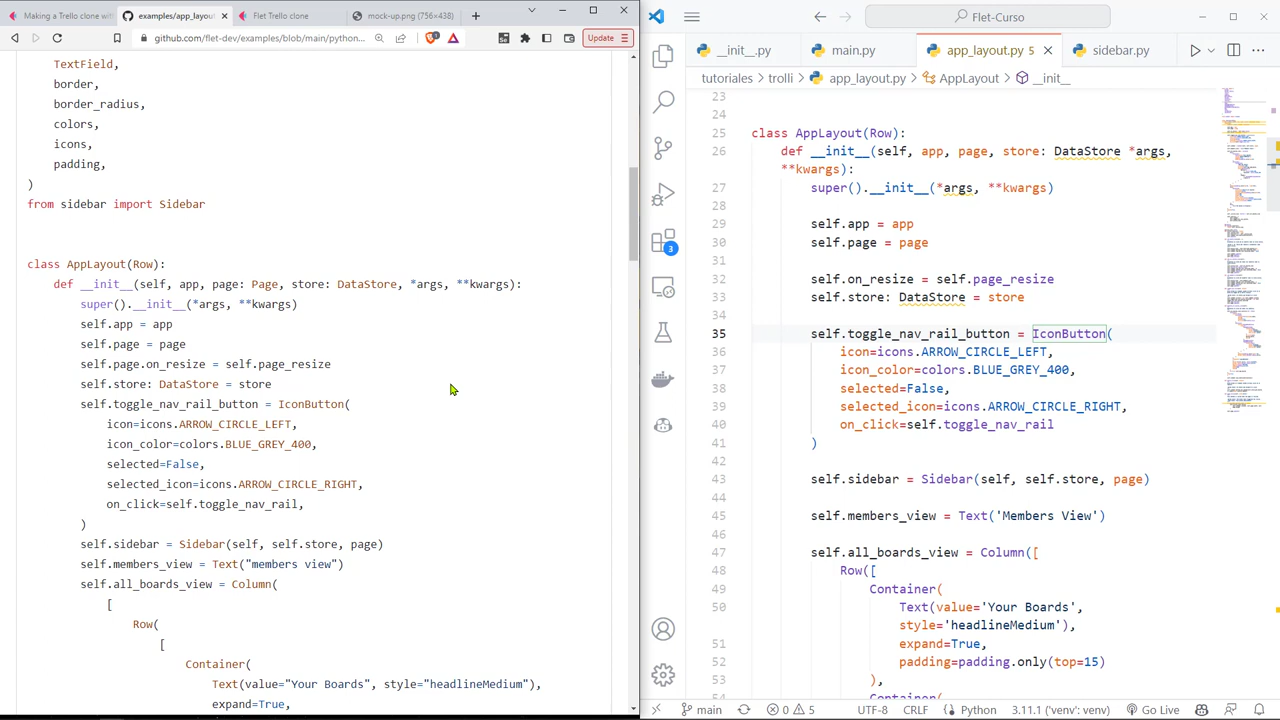 Making a Trello clone with
examples/app_layout
Trello clone
mock-up.png (796×438)
github.com/flet-dev/examples/blob/main/python...
Update
TextField,
border,
border_radius,
colors,
icons,
padding,
)
from sidebar import Sidebar
class AppLayout(Row):
def __init__(self, app, page: Page, store: DataStore, *args, **kwargs):
super().__init__(*args, **kwargs)
self.app = app
self.page = page
self.page.on_resize = self.page_resize
self.store: DataStore = store
self.toggle_nav_rail_button = IconButton(
icon=icons.ARROW_CIRCLE_LEFT,
icon_color=colors.BLUE_GREY_400,
selected=False,
selected_icon=icons.ARROW_CIRCLE_RIGHT,
on_click=self.toggle_nav_rail,
)
self.sidebar = Sidebar(self, self.store, page)
self.members_view = Text("members view")
self.all_boards_view = Column(
[
Row(
[
Container(
Text(value="Your Boards", style="headlineMedium"),
expand=True,
Flet-Curso
__init__.py
main.py
app_layout.py 5
tutoriales
trolli
app_layout.py
AppLayout
__init__
23
24
25 class AppLayout(Row):
26 def __init__(self, app, page, store: DataStore, *args,
**kwargs):
27 super().__init__(*args, **kwargs)
28
29 self.app = app
30 self.page = page
31
32
33 self.store: DataStore
34
35 self.toggle_nav_rail_button = IconButton(
36 icon=icons.ARROW_CIRCLE_LEFT,
37 icon_color=colors.BLUE_GREY_400,
38 selected=False,
39 selected_icon=icons.ARROW_CIRCLE_RIGHT,
40 on_click=self.toggle_nav_rail
41 )
42
43 self.sidebar = Sidebar(self, self.store, page)
44
45 self.members_view = Text('Members View')
46
47 self.all_boards_view = Column([
48 Row([
49 Container(
50 Text(value='Your Boards',
style='headlineMedium'),
51 expand=True,
52 padding=padding.only(top=15)
53 ),
54 Container(
3
main
0
5
UTF-8
CRLF
Python
3.11.1 ('venv': venv)